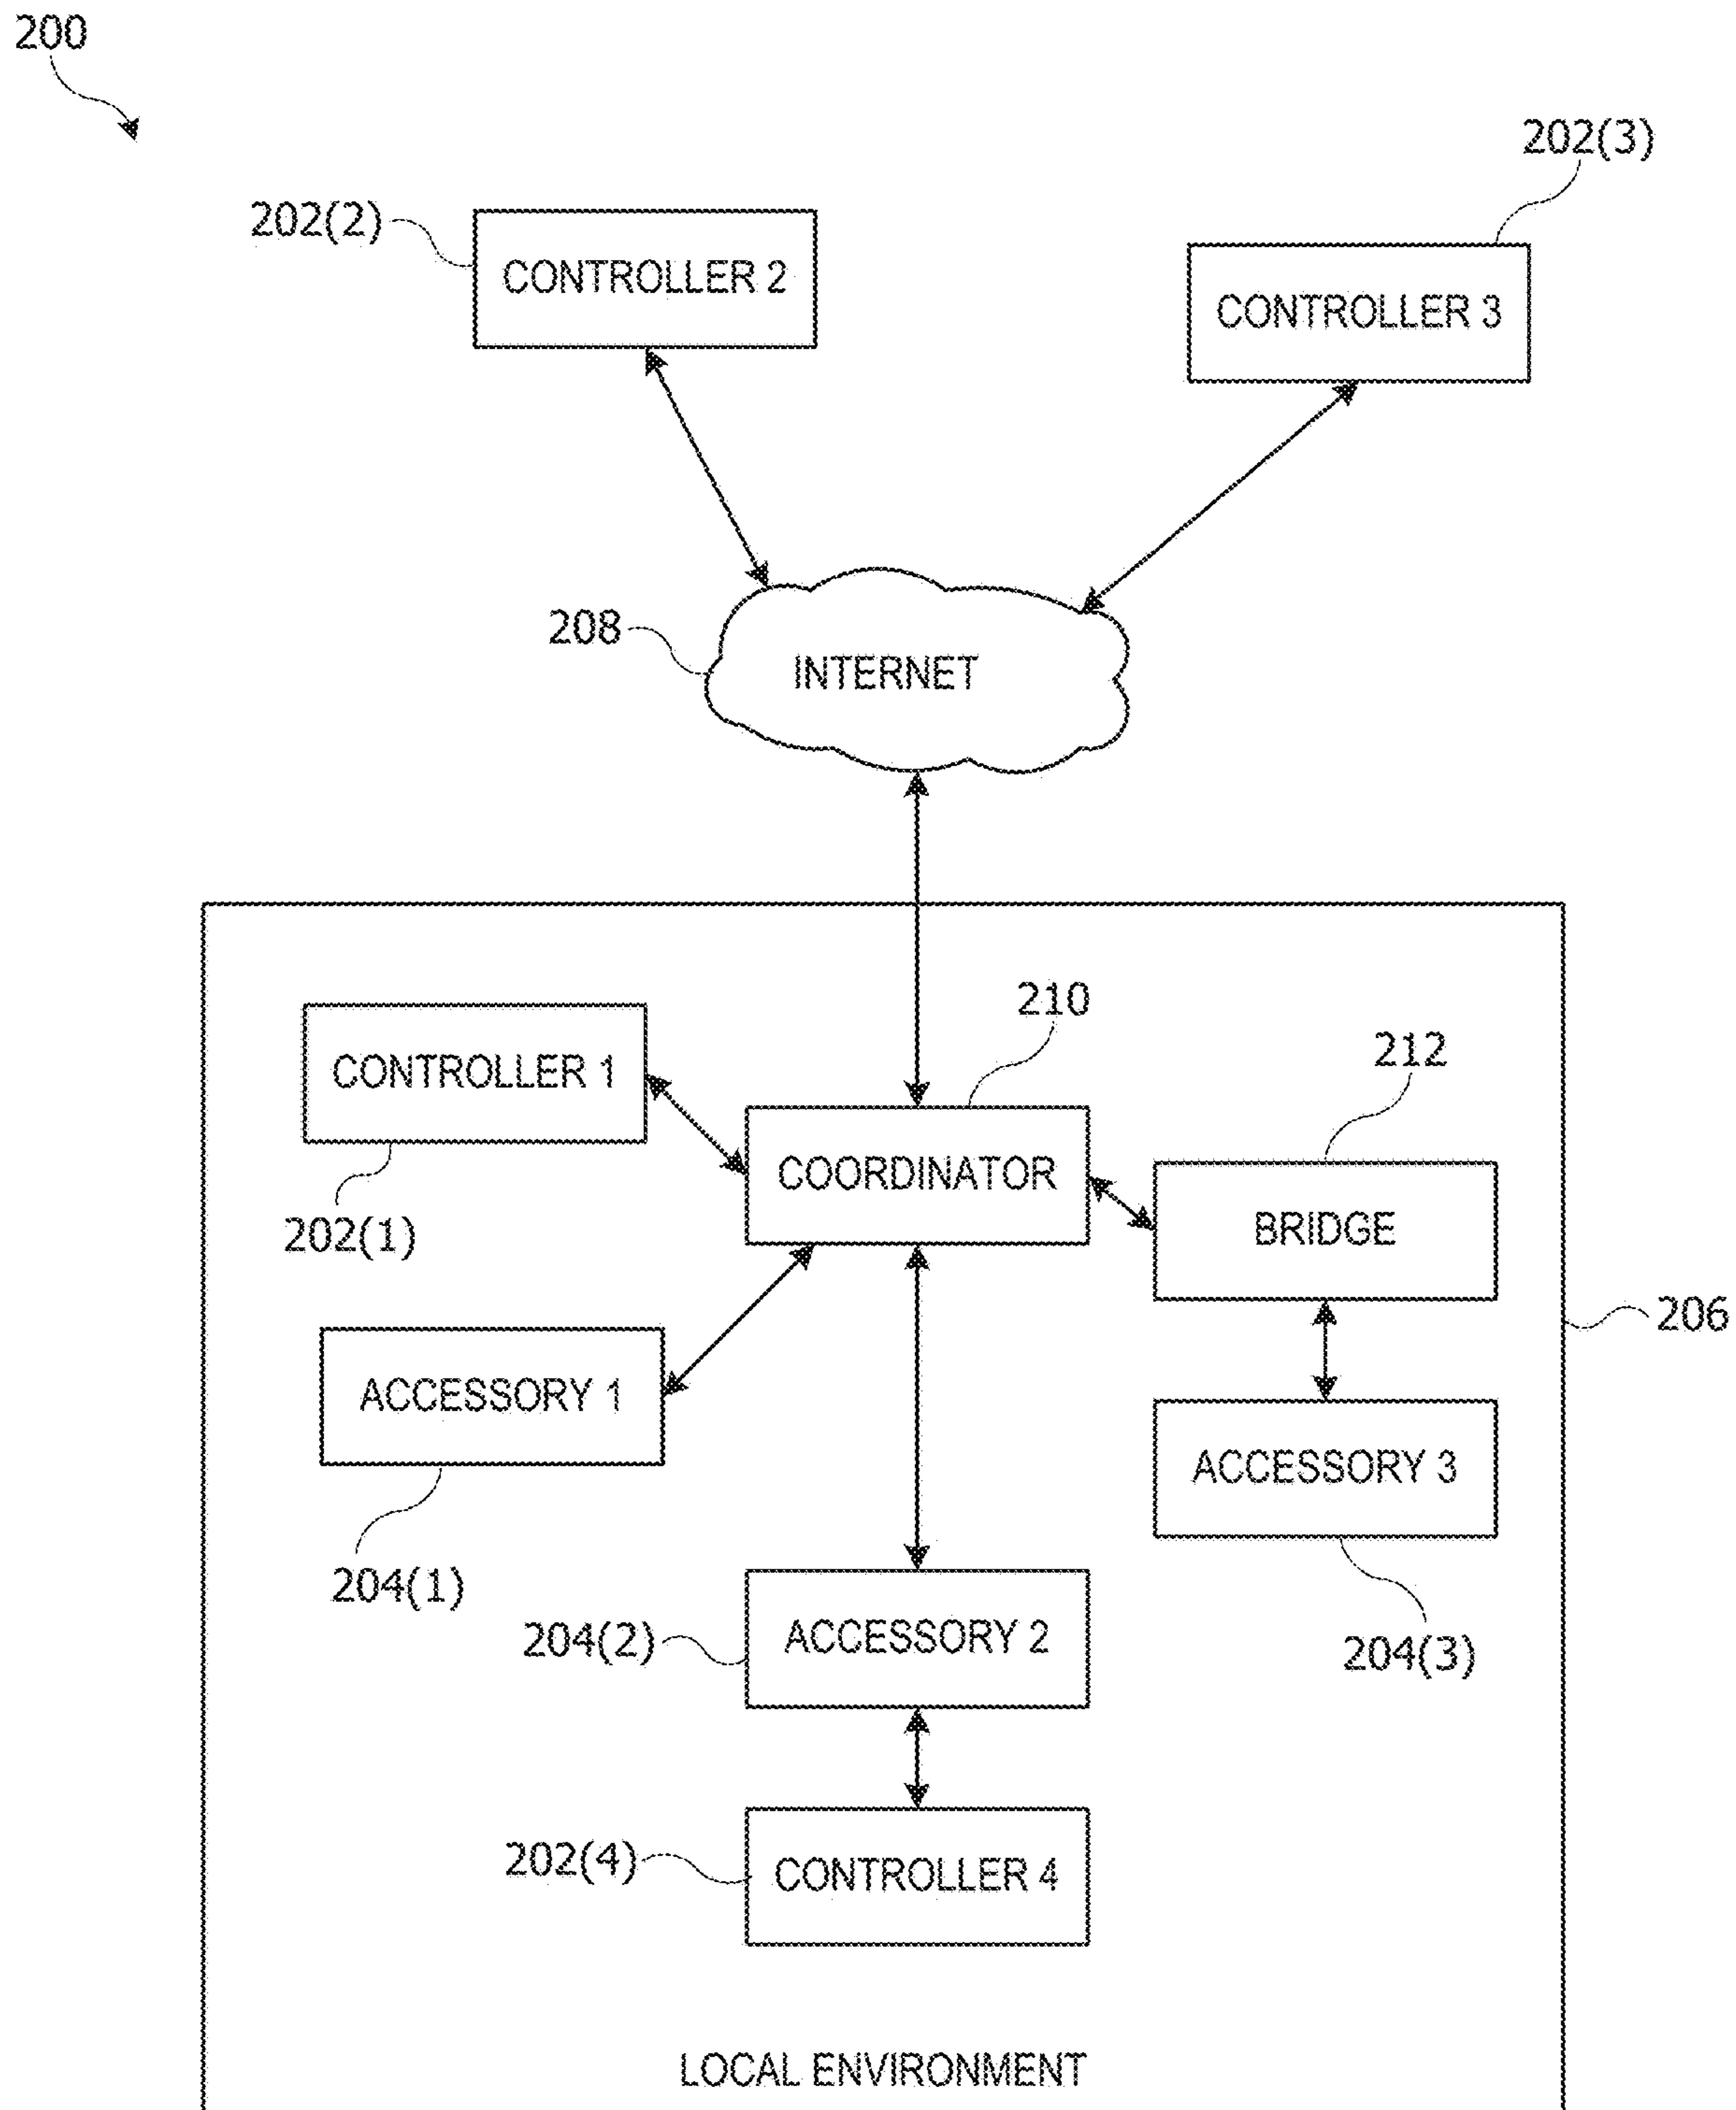 200
202(3)
202(2)
CONTROLLER 2
CONTROLLER 3
208
INTERNET
210
212
CONTROLLER 1
COORDINATOR
202(1)
BRIDGE
206
ACCESSORY 1
ACCESSORY 3
204(1)
204(2)
ACCESSORY 2
204(3)
202(4)
CONTROLLER 4
LOCAL ENVIRONMENT